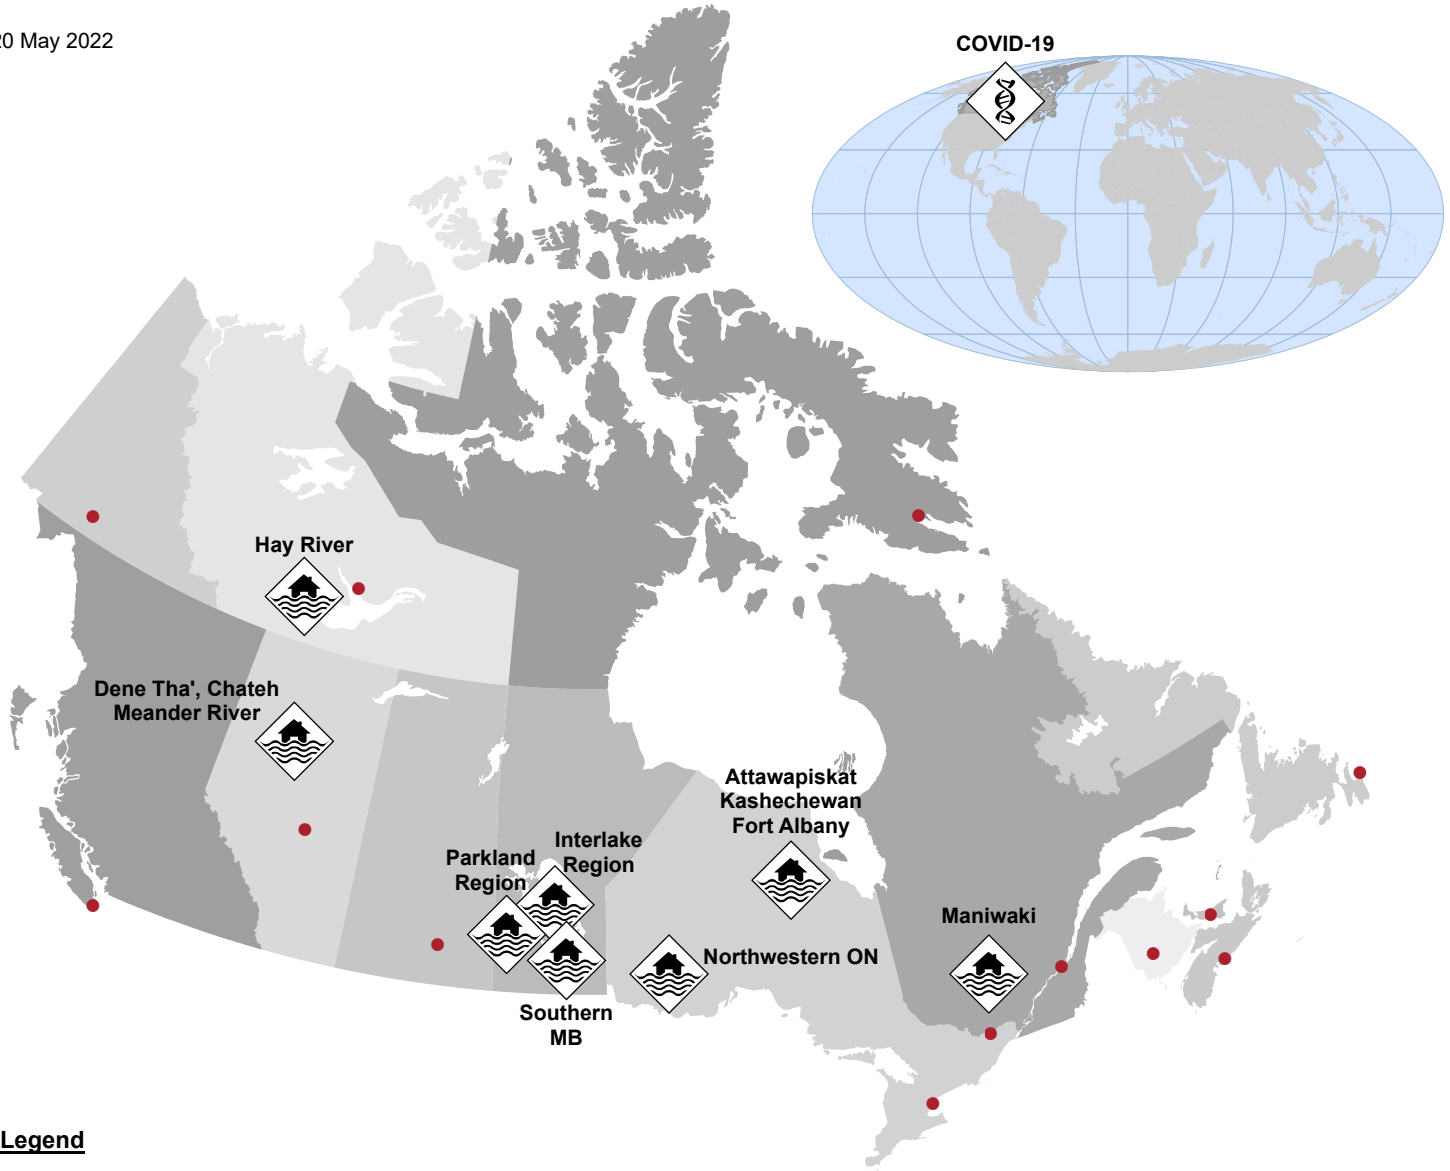 20 May 2022
COVID-19
Hay River
Dene Tha', Chateh
Meander River
Attawapiskat
Kashechewan
Fort Albany
Interlake
Region
Parkland
Region
Maniwaki
Northwestern ON
Southern
MB
Legend